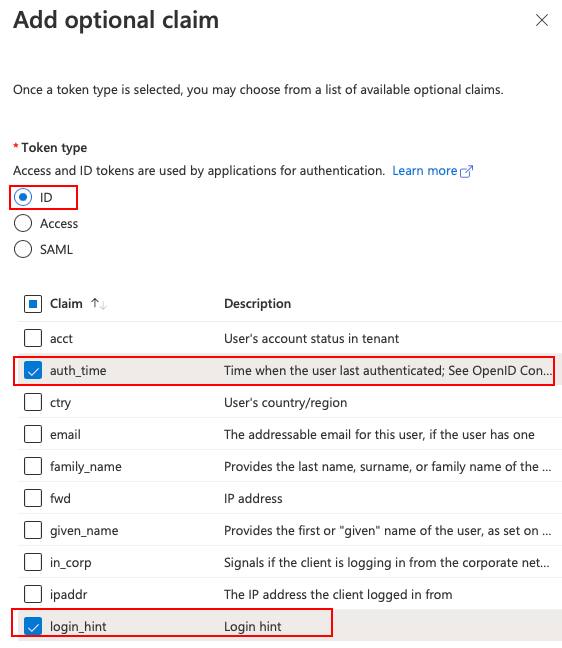 Add optional claim
Once a token type is selected, you may choose from a list of available optional claims.
* Token type
Access and ID tokens are used by applications for authentication. Learn more
ID
Access
SAML
Claim ↑↓ Description
acct User's account status in tenant
auth_time Time when the user last authenticated; See OpenID Con...
ctry User's country/region
email The addressable email for this user, if the user has one
family_name Provides the last name, surname, or family name of the ...
fwd IP address
given_name Provides the first or "given" name of the user, as set on ...
in_corp Signals if the client is logging in from the corporate net...
ipaddr The IP address the client logged in from
login_hint Login hint